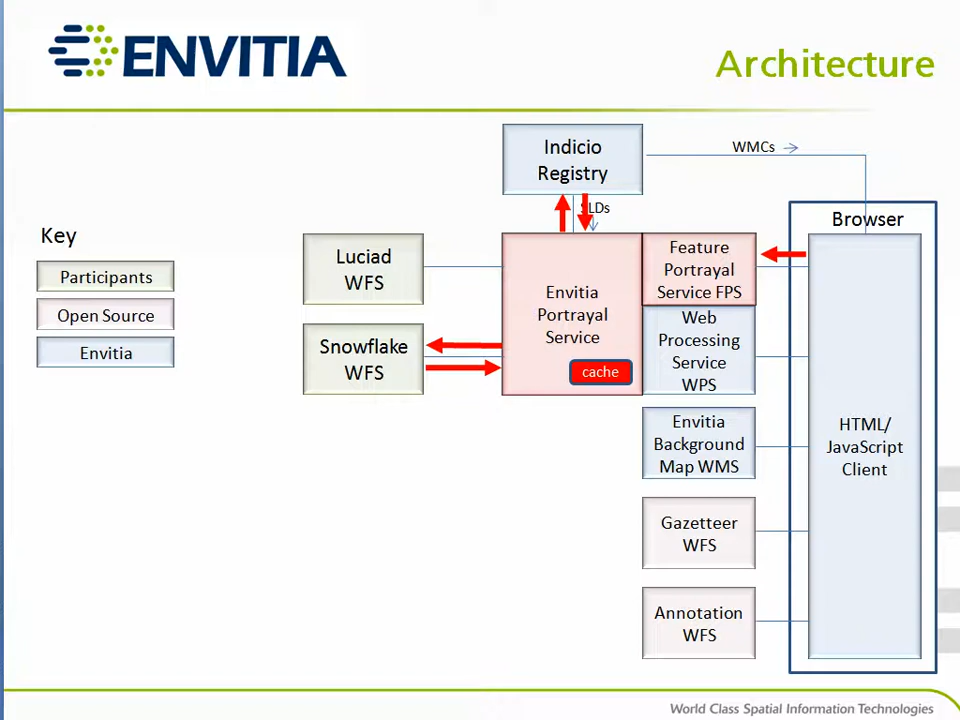 ENVITIA
Architecture
Indicio
Registry
WMCs
SLDs
Browser
Key
Participants
Open Source
Envitia
Luciad
WFS
Snowflake
WFS
Envitia
Portrayal
Service
cache
Feature
Portrayal
Service FPS
Web
Processing
Service
WPS
Envitia
Background
Map WMS
Gazetteer
WFS
Annotation
WFS
HTML/
JavaScript
Client
World Class Spatial Information Technologies